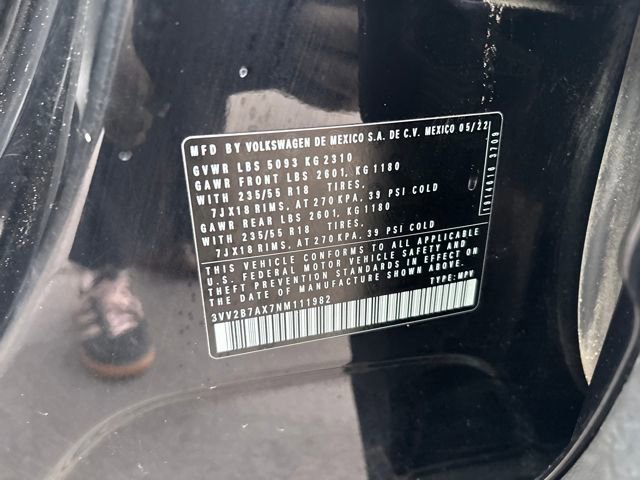 MFD BY VOLKSWAGEN DE MEXICO S.A. DE C.V. MEXICO 05/22
GVWR LBS 5093 KG 2310
GAWR FRONT LBS 2601, KG 1180
WITH 235/55 R18 TIRES,
7JX18 RIMS, AT 270 KPA, 39 PSI COLD
GAWR REAR LBS 2601, KG 1180
WITH 235/55 R18 TIRES,
7JX18 RIMS, AT 270 KPA, 39 PSI COLD
THIS VEHICLE CONFORMS TO ALL APPLICABLE
U.S. FEDERAL MOTOR VEHICLE SAFETY AND
THEFT PREVENTION STANDARDS IN EFFECT ON
THE DATE OF MANUFACTURE SHOWN ABOVE.
TYPE: MPV
3VV2B7AX7NM111982
3709